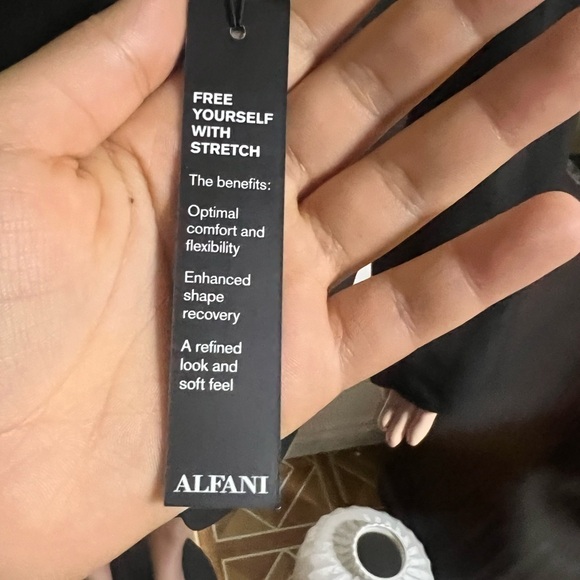 FREE
YOURSELF
WITH
STRETCH
The benefits:
Optimal
comfort and
flexibility
Enhanced
shape
recovery
A refined
look and
soft feel
ALFANI